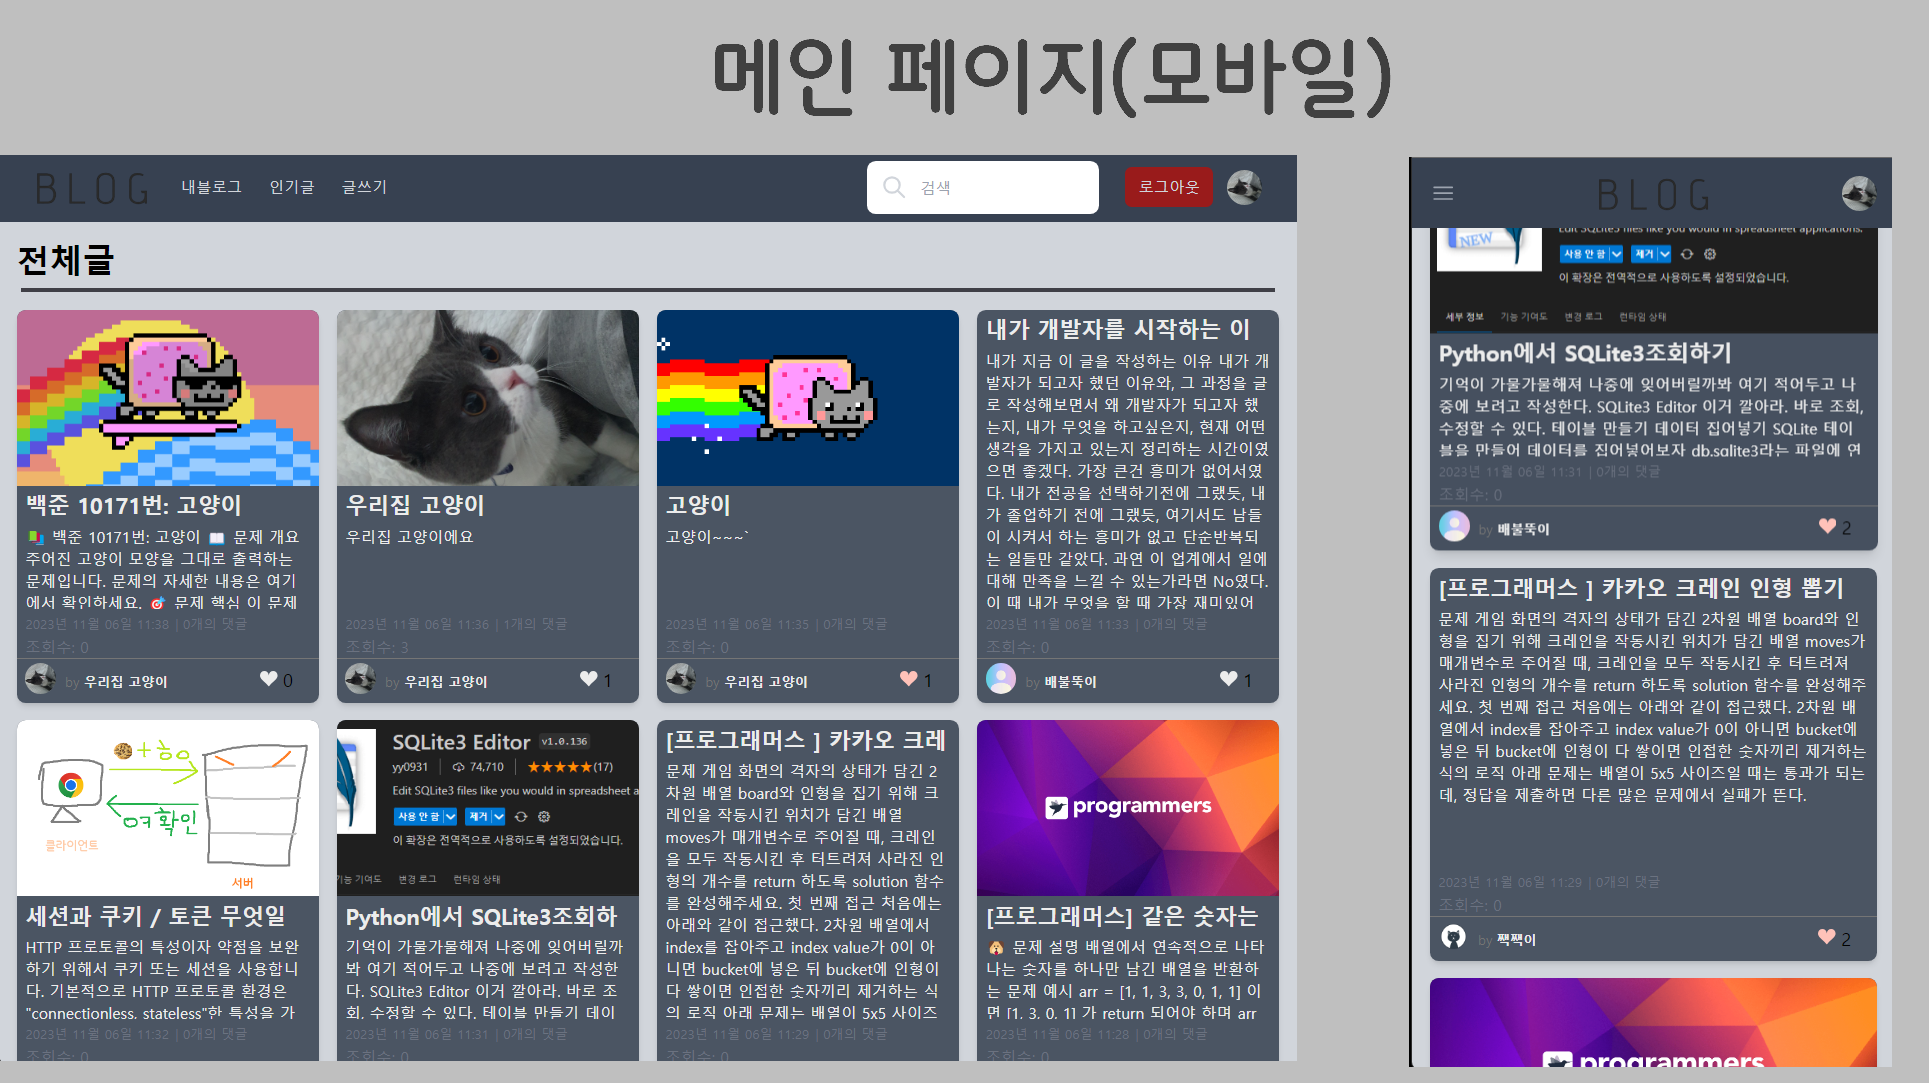 메인 페이지(모바일)
BLOG
내블로그
인기글
글쓰기
검색
로그아웃
전체글
백준 10171번: 고양이
백준 10171번: 고양이 📖 문제 개요
주어진 고양이 모양을 그대로 출력하는
문제입니다. 문제의 자세한 내용은 여기
에서 확인하세요. 🎯 문제 핵심 이 문제
2023년 11월 06일 11:38 | 0개의 댓글
조회수: 0
by 우리집 고양이
0
우리집 고양이
우리집 고양이에요
2023년 11월 06일 11:36 | 1개의 댓글
조회수: 3
by 우리집 고양이
1
고양이
고양이~~~`
2023년 11월 06일 11:35 | 0개의 댓글
조회수: 0
by 우리집 고양이
1
내가 개발자를 시작하는 이
내가 지금 이 글을 작성하는 이유 내가 개
발자가 되고자 했던 이유와, 그 과정을 글
로 작성해보면서 왜 개발자가 되고자 했
는지, 내가 무엇을 하고싶은지, 현재 어떤
생각을 가지고 있는지 정리하는 시간이였
으면 좋겠다. 가장 큰건 흥미가 없어서였
다. 내가 전공을 선택하기전에 그랬듯, 내
가 졸업하기 전에 그랬듯, 여기서도 남들
이 시켜서 하는 흥미가 없고 단순반복되
는 일들만 같았다. 과연 이 업계에서 일에
대해 만족을 느낄 수 있는가라면 No였다.
이 때 내가 무엇을 할 때 가장 재미있어
2023년 11월 06일 11:33 | 0개의 댓글
조회수: 0
by 배불뚝이
1
+ 형
여 확인
클라이언트
서버
세션과 쿠키 / 토큰 무엇일
HTTP 프로토콜의 특성이자 약점을 보완
하기 위해서 쿠키 또는 세션을 사용합니
다. 기본적으로 HTTP 프로토콜 환경은
"connectionless, stateless"한 특성을 가
2023년 11월 06일 11:32 | 0개의 댓글
조회수: 0
SQLite3 Editor v1.0.136
yy0931 | 74,710 | ★★★★★(17)
Edit SQLite3 files like you would in spreadsheet a
사용 안 함 제거
이 확장은 전역적으로 사용하도록 설정되었습니다.
기능 기여도 변경 로그 런타임 상태
Python에서 SQLite3조회하
기억이 가물가물해져 나중에 잊어버릴까
봐 여기 적어두고 나중에 보려고 작성한
다. SQLite3 Editor 이거 깔아라. 바로 조
회, 수정할 수 있다. 테이블 만들기 데이
2023년 11월 06일 11:31 | 0개의 댓글
조회수: 0
[프로그래머스 ] 카카오 크레
문제 게임 화면의 격자의 상태가 담긴 2
차원 배열 board와 인형을 집기 위해 크
레인을 작동시킨 위치가 담긴 배열
moves가 매개변수로 주어질 때, 크레인
을 모두 작동시킨 후 터트려져 사라진 인
형의 개수를 return 하도록 solution 함수
를 완성해주세요. 첫 번째 접근 처음에는
아래와 같이 접근했다. 2차원 배열에서
index를 잡아주고 index value가 0이 아
니면 bucket에 넣은 뒤 bucket에 인형이
다 쌓이면 인접한 숫자끼리 제거하는 식
의 로직 아래 문제는 배열이 5x5 사이즈
2023년 11월 06일 11:29 | 0개의 댓글
조회수: 0
programmers
[프로그래머스] 같은 숫자는
문제 설명 배열에서 연속적으로 나타
나는 숫자를 하나만 남긴 배열을 반환하
는 문제 예시 arr = [1, 1, 3, 3, 0, 1, 1] 이
면 [1, 3, 0, 1] 가 return 되어야 하며 arr
2023년 11월 06일 11:28 | 0개의 댓글
조회수: 0
BLOG
NEW
Edit SQLite3 files like you would in spreadsheet applications.
사용 안 함 제거
이 확장은 전역적으로 사용하도록 설정되었습니다.
세부 정보 기능 기여도 변경 로그 런타임 상태
Python에서 SQLite3조회하기
기억이 가물가물해져 나중에 잊어버릴까봐 여기 적어두고 나
중에 보려고 작성한다. SQLite3 Editor 이거 깔아라. 바로 조회,
수정할 수 있다. 테이블 만들기 데이터 집어넣기 SQLite 테이
블을 만들어 데이터를 집어넣어보자 db.sqlite3라는 파일에 연
2023년 11월 06일 11:31 | 0개의 댓글
조회수: 0
by 배불뚝이
2
[프로그래머스 ] 카카오 크레인 인형 뽑기
문제 게임 화면의 격자의 상태가 담긴 2차원 배열 board와 인
형을 집기 위해 크레인을 작동시킨 위치가 담긴 배열 moves가
매개변수로 주어질 때, 크레인을 모두 작동시킨 후 터트려져
사라진 인형의 개수를 return 하도록 solution 함수를 완성해주
세요. 첫 번째 접근 처음에는 아래와 같이 접근했다. 2차원 배
열에서 index를 잡아주고 index value가 0이 아니면 bucket에
넣은 뒤 bucket에 인형이 다 쌓이면 인접한 숫자끼리 제거하는
식의 로직 아래 문제는 배열이 5x5 사이즈일 때는 통과가 되는
데, 정답을 제출하면 다른 많은 문제에서 실패가 뜬다.
2023년 11월 06일 11:29 | 0개의 댓글
조회수: 0
by 짹짹이
2
programmers